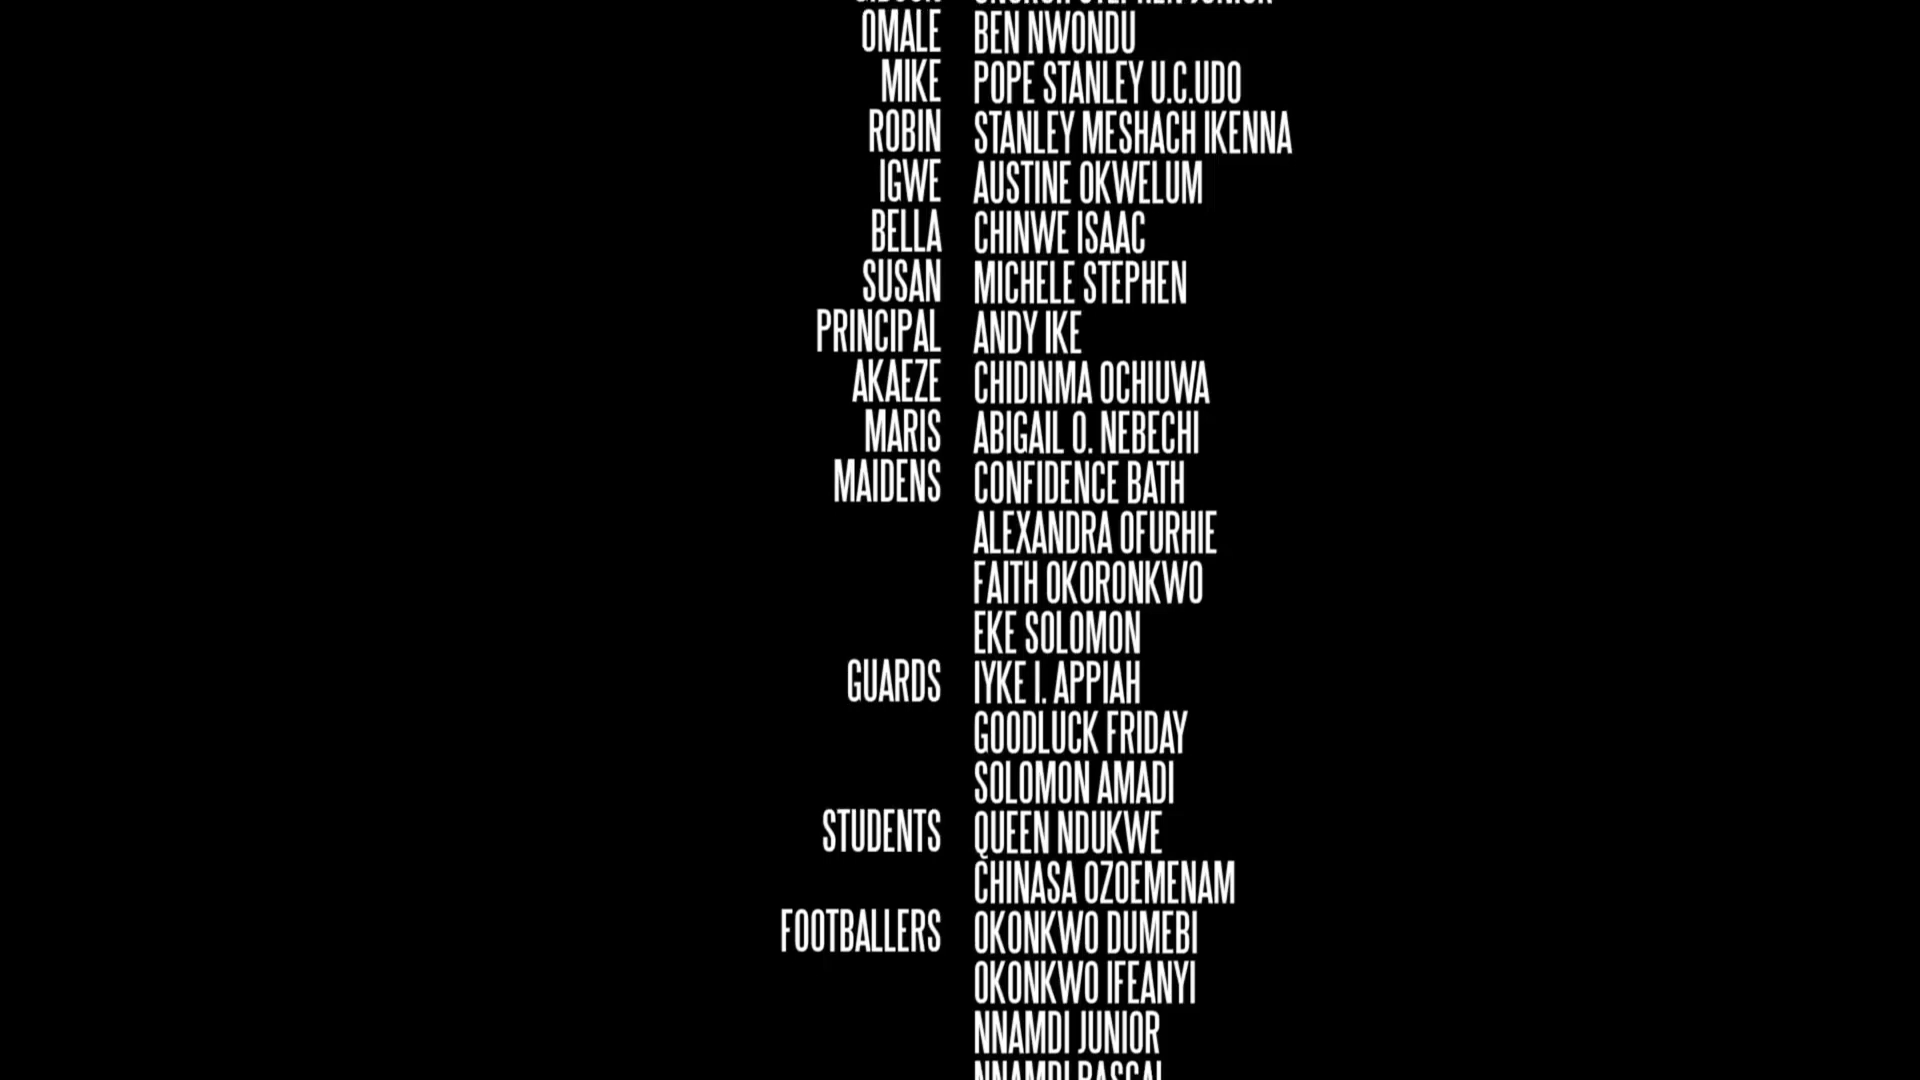 OMALE BEN NWONDU
MIKE POPE STANLEY U.C.UDO
ROBIN STANLEY MESHACH IKENNA
IGWE AUSTINE OKWELUM
BELLA CHINWE ISAAC
SUSAN MICHELE STEPHEN
PRINCIPAL ANDY IKE
AKAEZE CHIDINMA OCHIUWA
MARIS ABIGAIL O. NEBECHI
MAIDENS CONFIDENCE BATH
ALEXANDRA OFURHIE
FAITH OKORONKWO
EKE SOLOMON
GUARDS IYKE I. APPIAH
GOODLUCK FRIDAY
SOLOMON AMADI
STUDENTS QUEEN NDUKWE
CHINASA OZOEMENAM
FOOTBALLERS OKONKWO DUMEBI
OKONKWO IFEANYI
NNAMDI JUNIOR
NNAMDI PASCAL